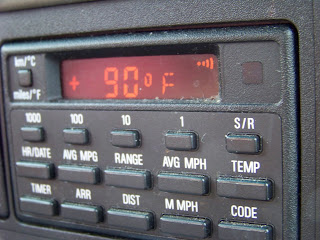 km/°C
+ 90°F
miles/°F
1000 100 10 1 S/R
HR/DATE AVG MPG RANGE AVG MPH TEMP
TIMER ARR DIST M MPH CODE